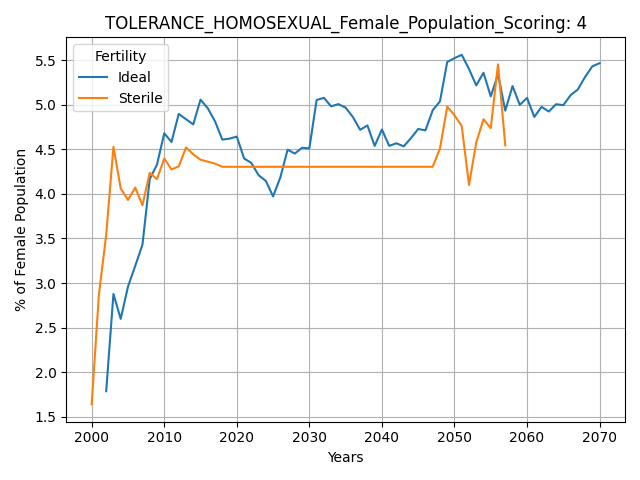 TOLERANCE_HOMOSEXUAL_Female_Population_Scoring: 4
Fertility
Ideal
Sterile
% of Female Population
5.5
5.0
4.5
4.0
3.5
3.0
2.5
2.0
1.5
2000 2010 2020 2030 2040 2050 2060 2070
Years